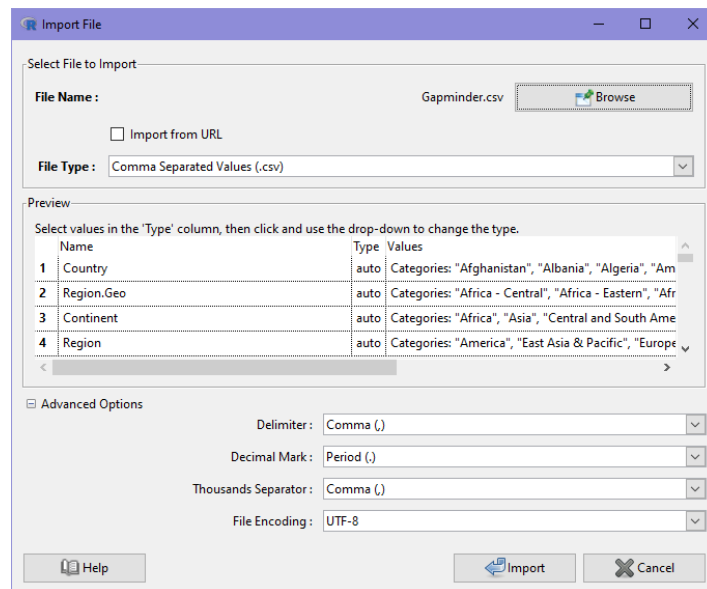 Import File
Select File to Import
File Name : Gapminder.csv Browse
Import from URL
File Type : Comma Separated Values (.csv)
Preview
Select values in the 'Type' column, then click and use the drop-down to change the type.
Name Type Values
1 Country auto Categories: "Afghanistan", "Albania", "Algeria", "Am
2 Region.Geo auto Categories: "Africa - Central", "Africa - Eastern", "Afr
3 Continent auto Categories: "Africa", "Asia", "Central and South Ame
4 Region auto Categories: "America", "East Asia & Pacific", "Europe
Advanced Options
Delimiter : Comma (,)
Decimal Mark : Period (.)
Thousands Separator : Comma (,)
File Encoding : UTF-8
Help Import Cancel